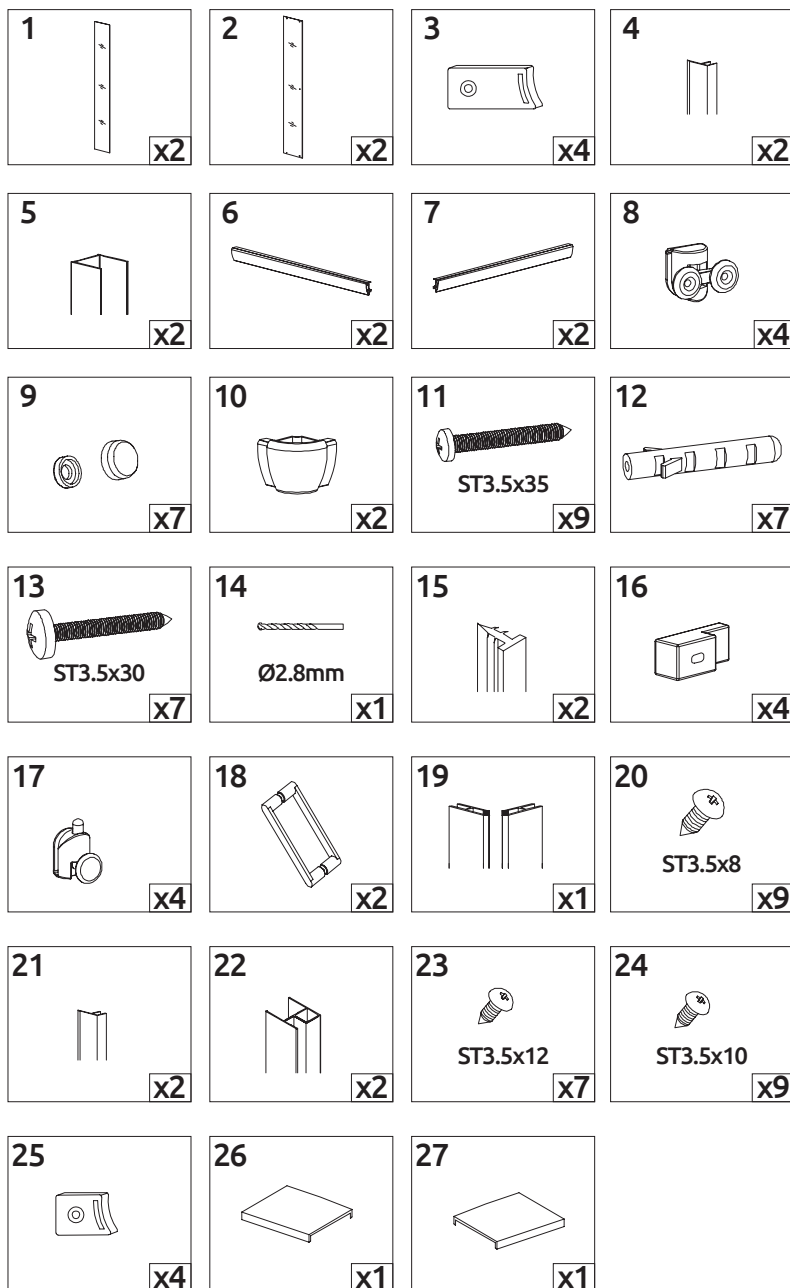 1 2 3 4
x2 x2 x4 x2
5 6 7 8
x2 x2 x2 x4
9 10 11 12
ST3.5x35
x7 x2 x9 x7
13 14 15 16
ST3.5x30 Ø2.8mm
x7 x1 x2 x4
17 18 19 20
ST3.5x8
x4 x2 x1 x9
21 22 23 24
ST3.5x12 ST3.5x10
x2 x2 x7 x9
25 26 27
x4 x1 x1